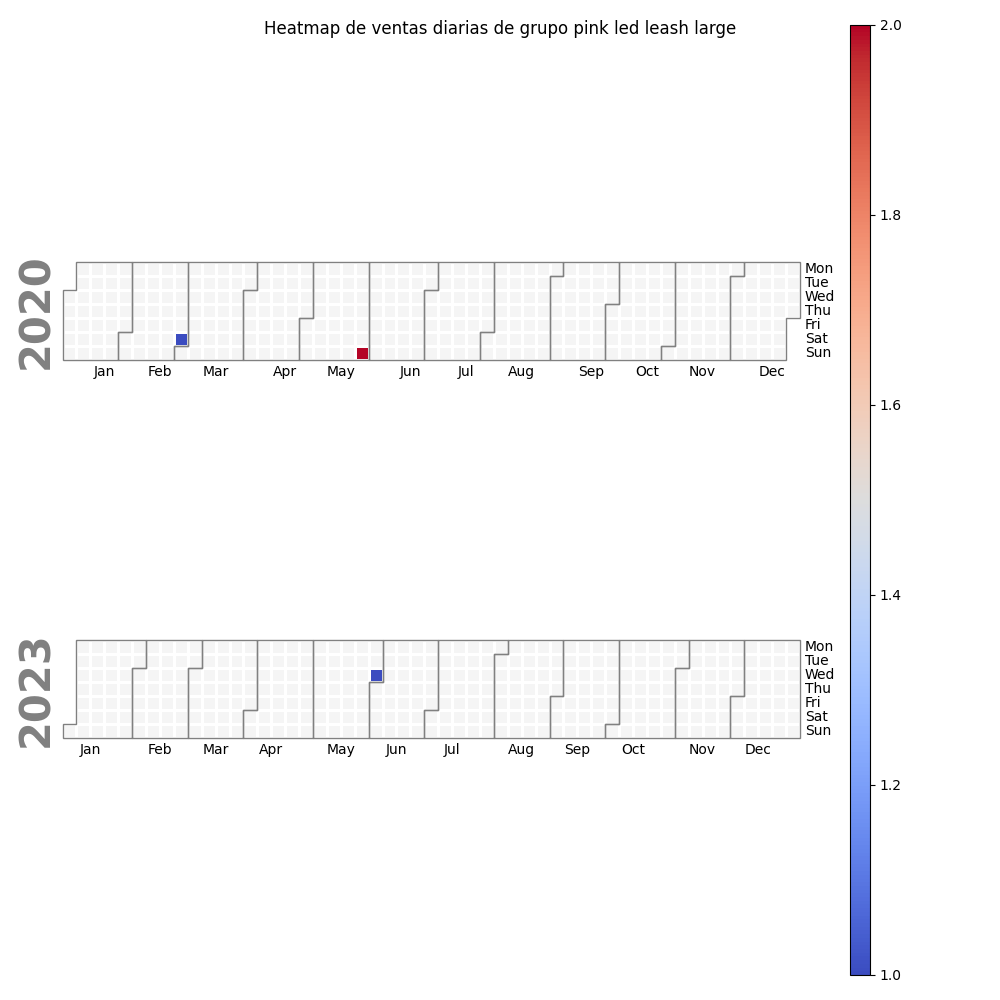 Heatmap de ventas diarias de grupo pink led leash large
2.0
1.8
1.6
1.4
1.2
1.0
2020
Mon
Tue
Wed
Thu
Fri
Sat
Sun
Jan Feb Mar Apr May Jun Jul Aug Sep Oct Nov Dec
2023
Mon
Tue
Wed
Thu
Fri
Sat
Sun
Jan Feb Mar Apr May Jun Jul Aug Sep Oct Nov Dec